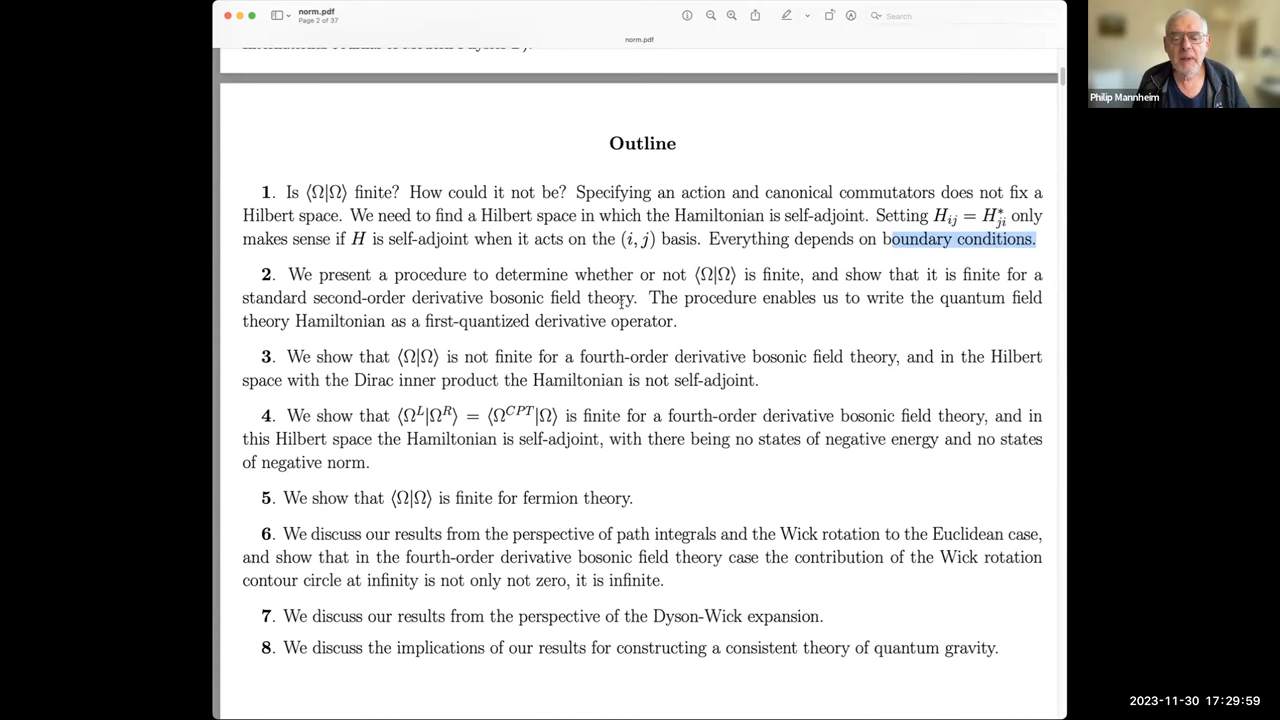 norm.pdf
Page 2 of 37
Search
norm.pdf
Philip Mannheim
Outline
1. Is ⟨Ω|Ω⟩ finite? How could it not be? Specifying an action and canonical commutators does not fix a
Hilbert space. We need to find a Hilbert space in which the Hamiltonian is self-adjoint. Setting H_{ij} = H*_{ji} only
makes sense if H is self-adjoint when it acts on the (i, j) basis. Everything depends on boundary conditions.
2. We present a procedure to determine whether or not ⟨Ω|Ω⟩ is finite, and show that it is finite for a
standard second-order derivative bosonic field theory. The procedure enables us to write the quantum field
theory Hamiltonian as a first-quantized derivative operator.
3. We show that ⟨Ω|Ω⟩ is not finite for a fourth-order derivative bosonic field theory, and in the Hilbert
space with the Dirac inner product the Hamiltonian is not self-adjoint.
4. We show that ⟨Ω^L|Ω^R⟩ = ⟨Ω^{CPT}|Ω⟩ is finite for a fourth-order derivative bosonic field theory, and in
this Hilbert space the Hamiltonian is self-adjoint, with there being no states of negative energy and no states
of negative norm.
5. We show that ⟨Ω|Ω⟩ is finite for fermion theory.
6. We discuss our results from the perspective of path integrals and the Wick rotation to the Euclidean case,
and show that in the fourth-order derivative bosonic field theory case the contribution of the Wick rotation
contour circle at infinity is not only not zero, it is infinite.
7. We discuss our results from the perspective of the Dyson-Wick expansion.
8. We discuss the implications of our results for constructing a consistent theory of quantum gravity.
2023-11-30 17:29:59